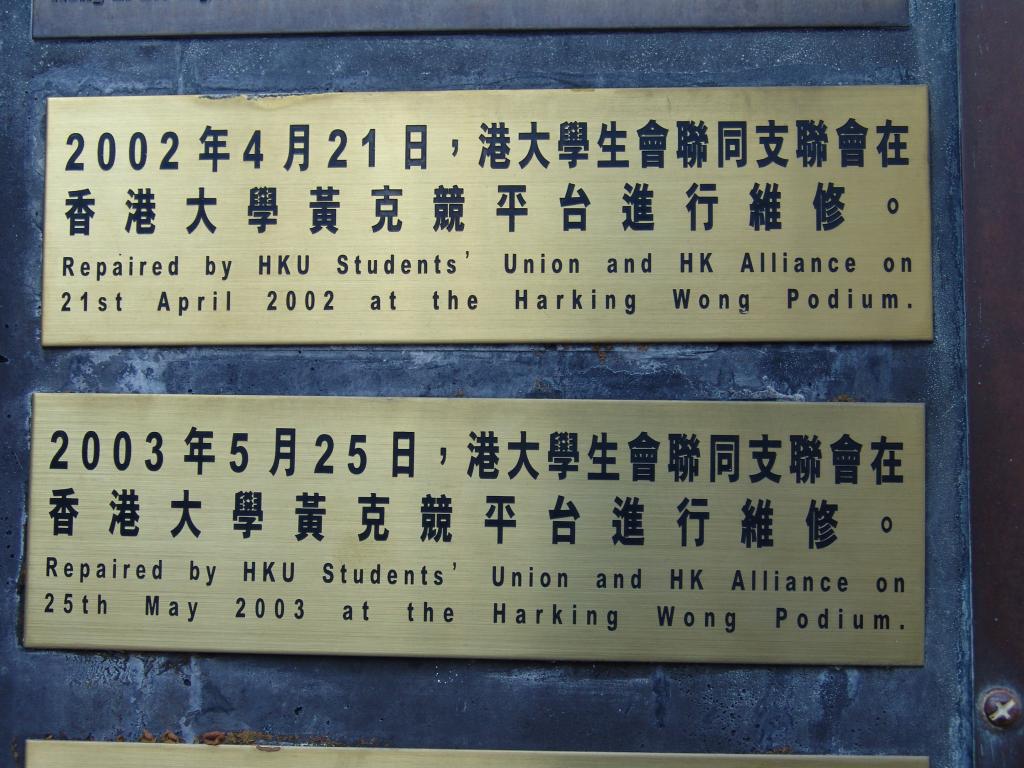 2002年4月21日，港大學生會聯同支聯會在
香港大學黃克競平台進行維修。
Repaired by HKU Students' Union and HK Alliance on
21st April 2002 at the Harking Wong Podium.
2003年5月25日，港大學生會聯同支聯會在
香港大學黃克競平台進行維修。
Repaired by HKU Students' Union and HK Alliance on
25th May 2003 at the Harking Wong Podium.